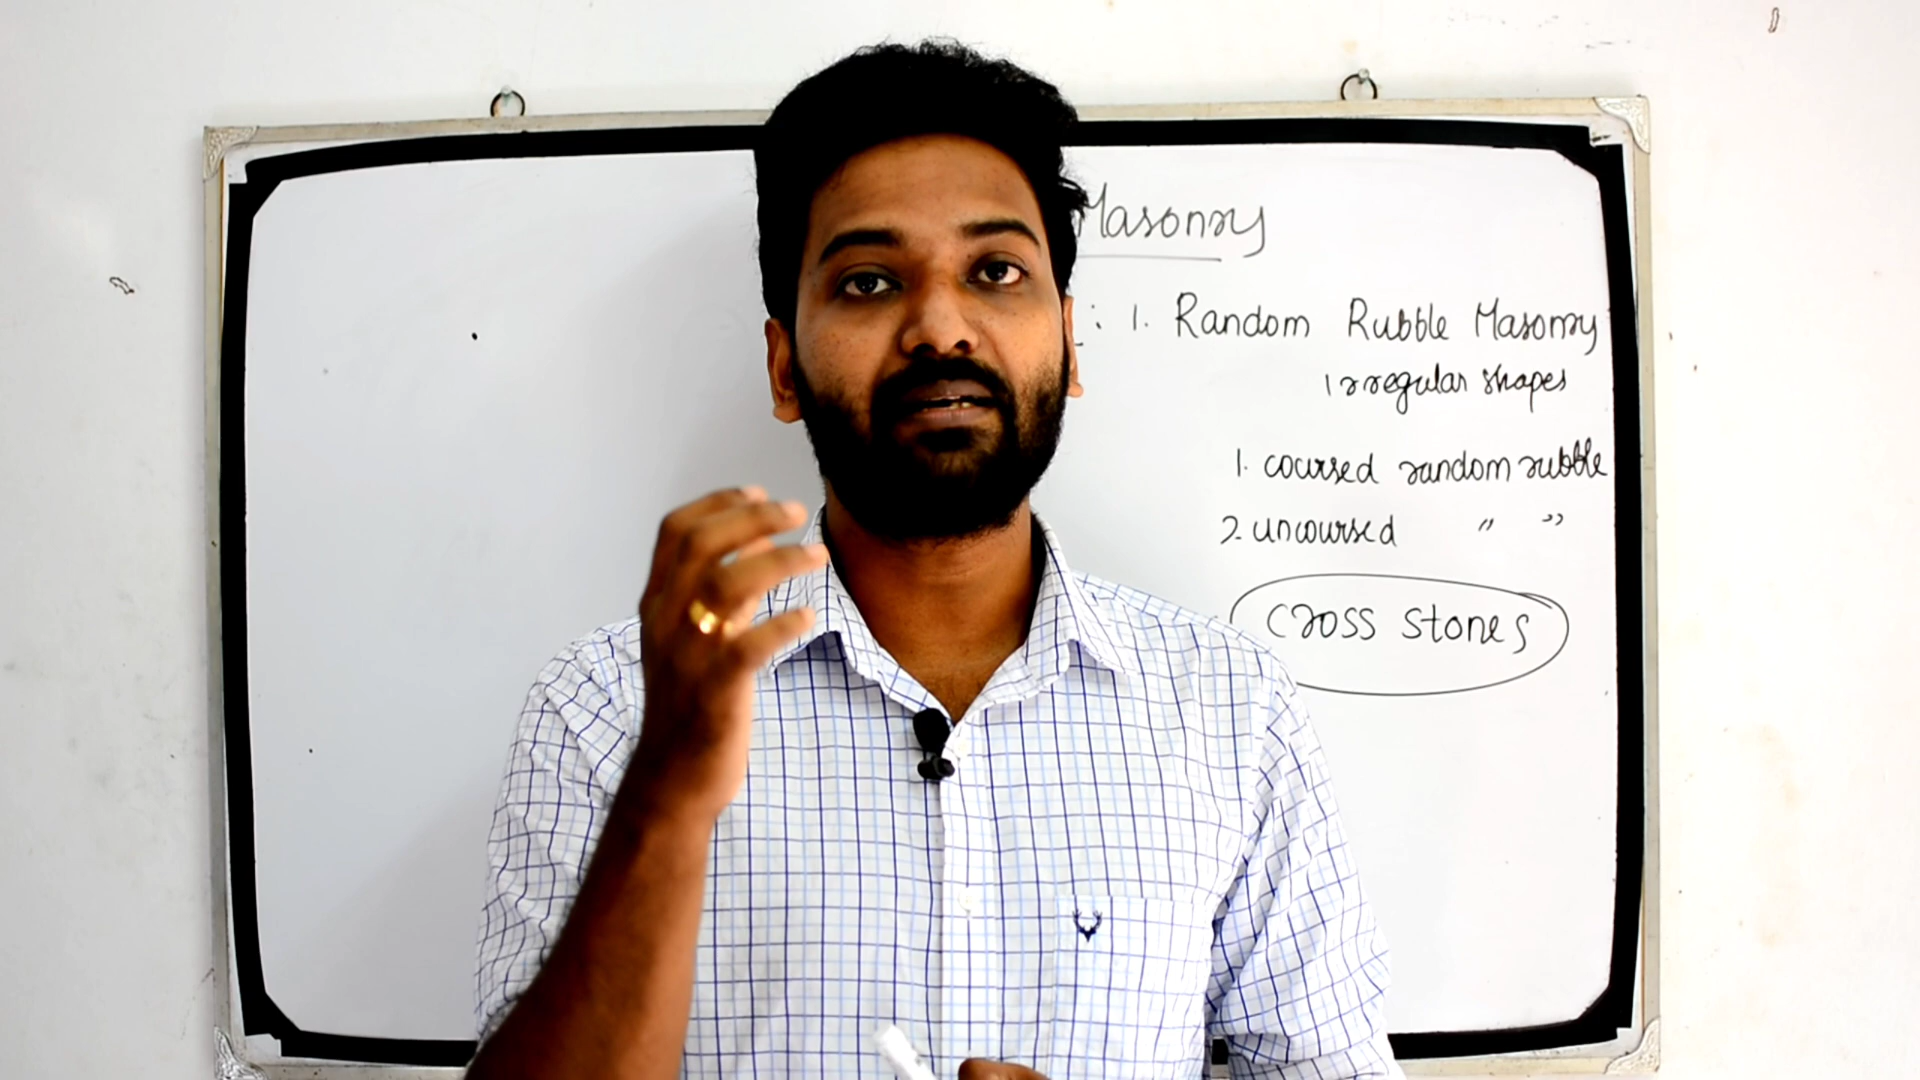 Masonry
: 1. Random Rubble Masonry
irregular shapes
1. coursed random rubble
2. uncoursed " "
cross stones